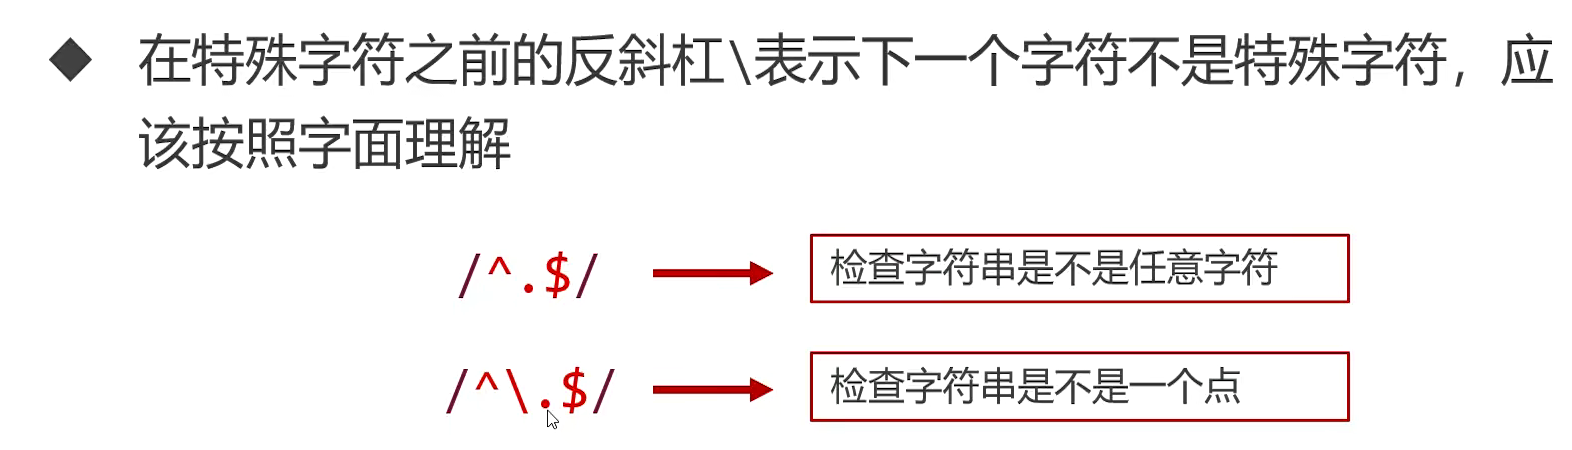 在特殊字符之前的反斜杠\表示下一个字符不是特殊字符，应
该按照字面理解
/^.$/ 检查字符串是不是任意字符
/^\.$/ 检查字符串是不是一个点